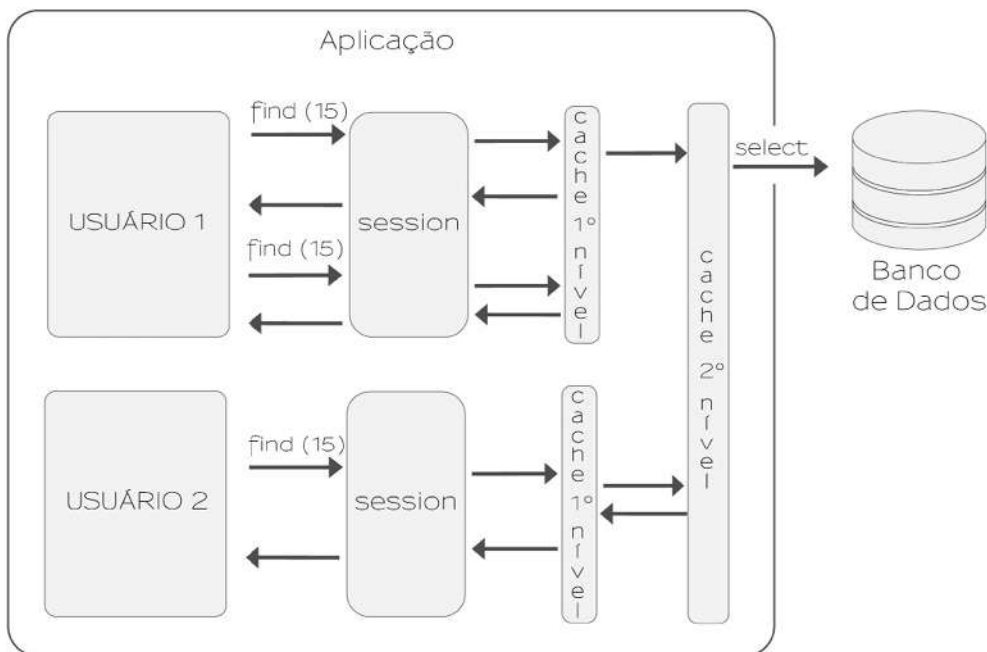 Aplicação
find (15)
USUÁRIO 1
session
find (15)
cache 1º nível
cache 2º nível
select
Banco
de Dados
find (15)
USUÁRIO 2
session
cache 1º nível